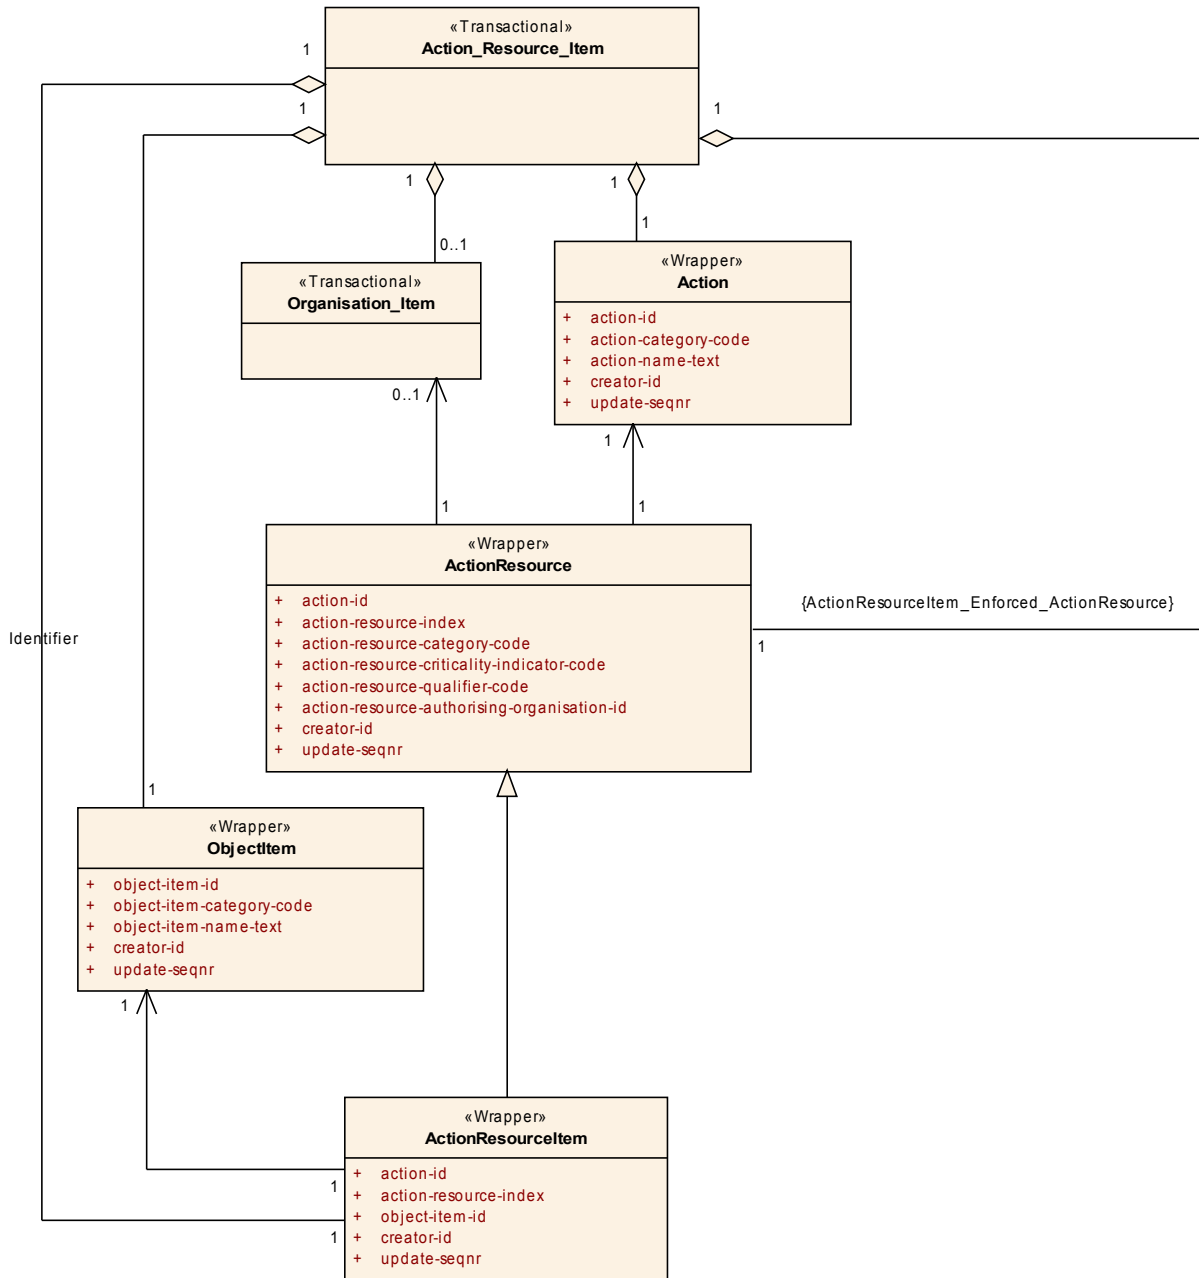 «Transactional»
Action_Resource_Item
1
1
1
1
1
1
0..1
«Transactional»
Organisation_Item
«Wrapper»
Action
+ action-id
+ action-category-code
+ action-name-text
+ creator-id
+ update-seqnr
0..1
1
1
1
«Wrapper»
ActionResource
+ action-id
+ action-resource-index
+ action-resource-category-code
+ action-resource-criticality-indicator-code
+ action-resource-qualifier-code
+ action-resource-authorising-organisation-id
+ creator-id
+ update-seqnr
{ActionResourceItem_Enforced_ActionResource}
1
Identifier
1
«Wrapper»
ObjectItem
+ object-item-id
+ object-item-category-code
+ object-item-name-text
+ creator-id
+ update-seqnr
1
«Wrapper»
ActionResourceItem
+ action-id
+ action-resource-index
+ object-item-id
+ creator-id
+ update-seqnr
1
1